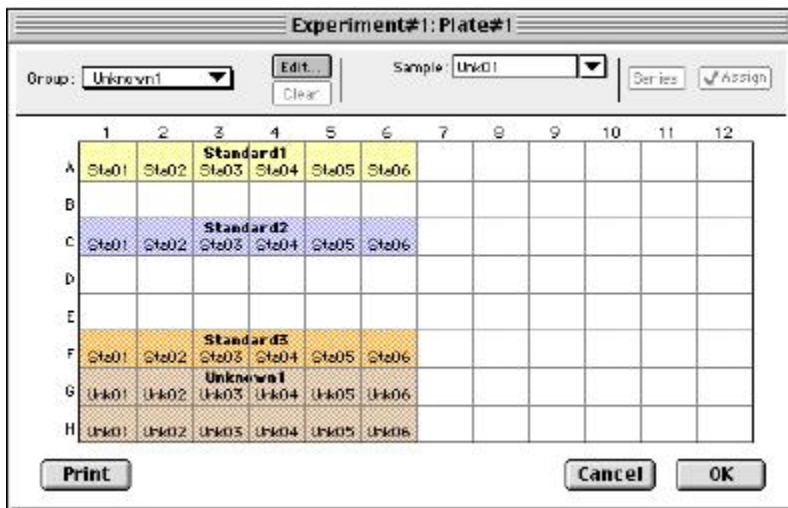 Experiment#1: Plate#1
Group: Unknown1 Edit... Sample: Unk01 Series Assign
Clear
1 2 3 4 5 6 7 8 9 10 11 12
Standard1
A Sta01 Sta02 Sta03 Sta04 Sta05 Sta06
B
Standard2
C Sta01 Sta02 Sta03 Sta04 Sta05 Sta06
D
E
Standard3
F Sta01 Sta02 Sta03 Sta04 Sta05 Sta06
Unknown1
G Unk01 Unk02 Unk03 Unk04 Unk05 Unk06
H Unk01 Unk02 Unk03 Unk04 Unk05 Unk06
Print Cancel OK